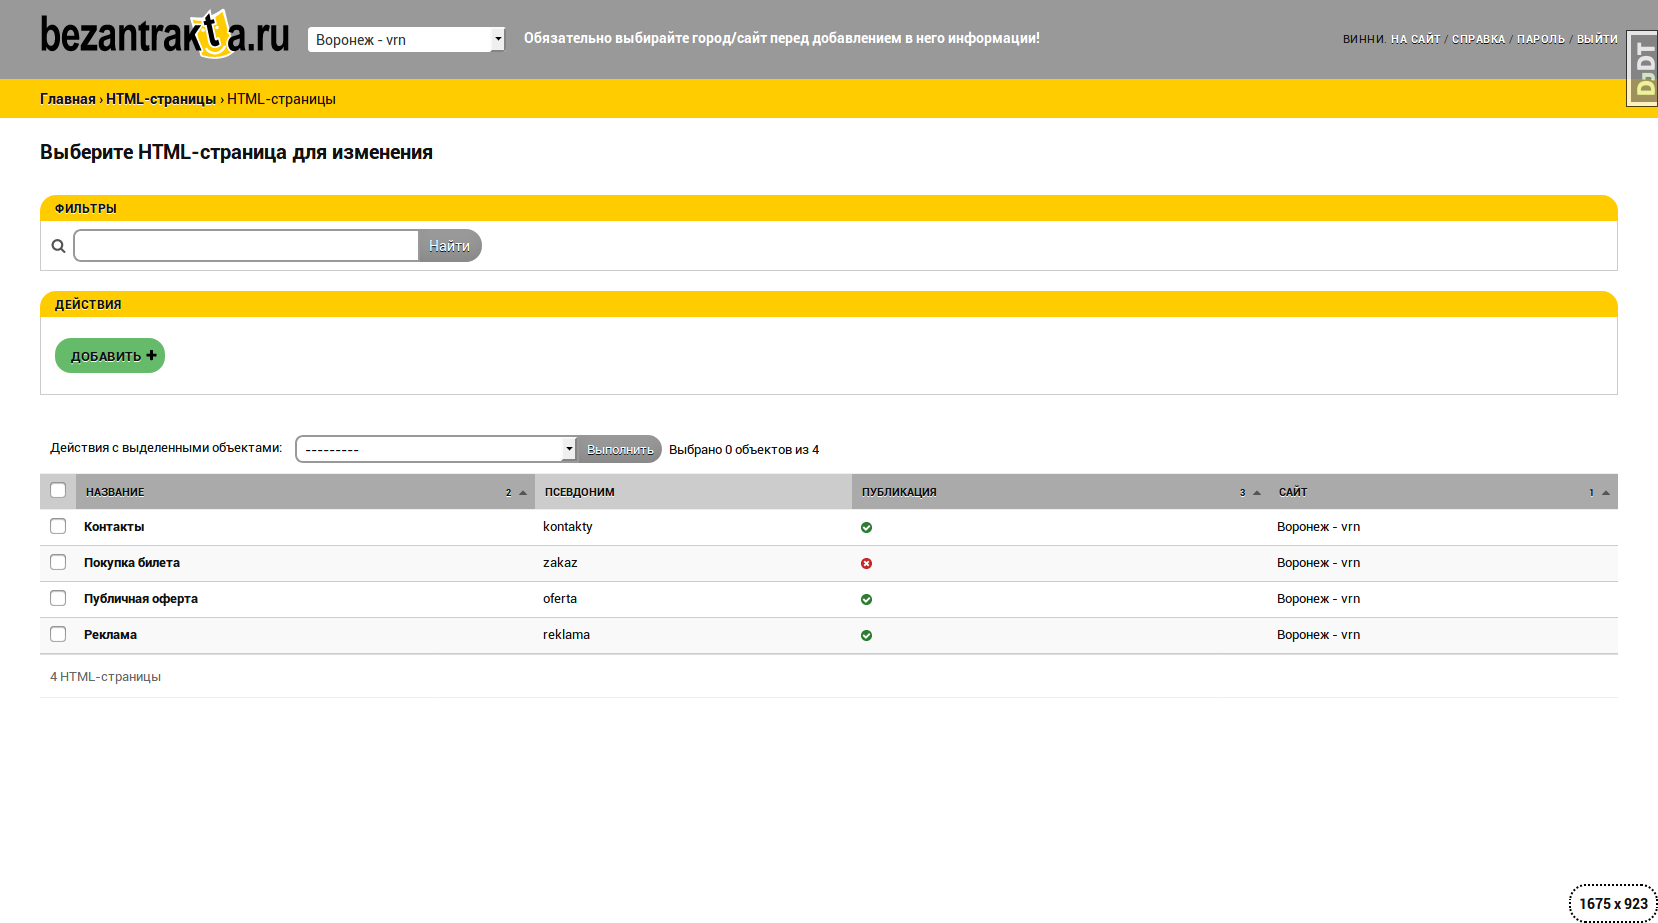 bezantrakta.ru Воронеж - vrn Обязательно выбирайте город/сайт перед добавлением в него информации! ВИННИ. НА САЙТ / СПРАВКА / ПАРОЛЬ / ВЫЙТИ
DjDT
Главная › HTML-страницы › HTML-страницы
Выберите HTML-страница для изменения
ФИЛЬТРЫ
Найти
ДЕЙСТВИЯ
ДОБАВИТЬ
Действия с выделенными объектами: --------- Выполнить Выбрано 0 объектов из 4
НАЗВАНИЕ 2 ПСЕВДОНИМ ПУБЛИКАЦИЯ 3 САЙТ 1
Контакты kontakty Воронеж - vrn
Покупка билета zakaz Воронеж - vrn
Публичная оферта oferta Воронеж - vrn
Реклама reklama Воронеж - vrn
4 HTML-страницы
1675 x 923